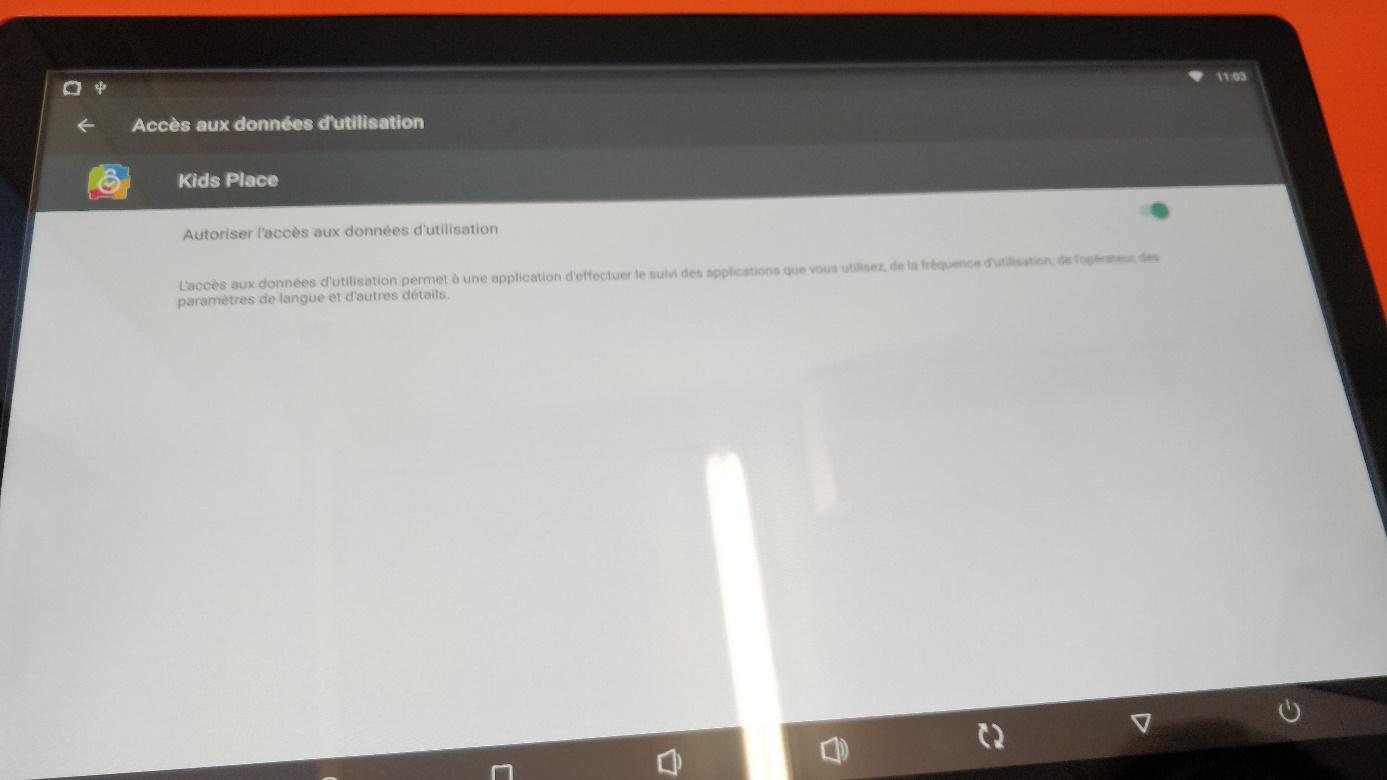 11:03
Accès aux données d'utilisation
Kids Place
Autoriser l'accès aux données d'utilisation
L'accès aux données d'utilisation permet à une application d'effectuer le suivi des applications que vous utilisez, de la fréquence d'utilisation, de l'opérateur, des
paramètres de langue et d'autres détails.